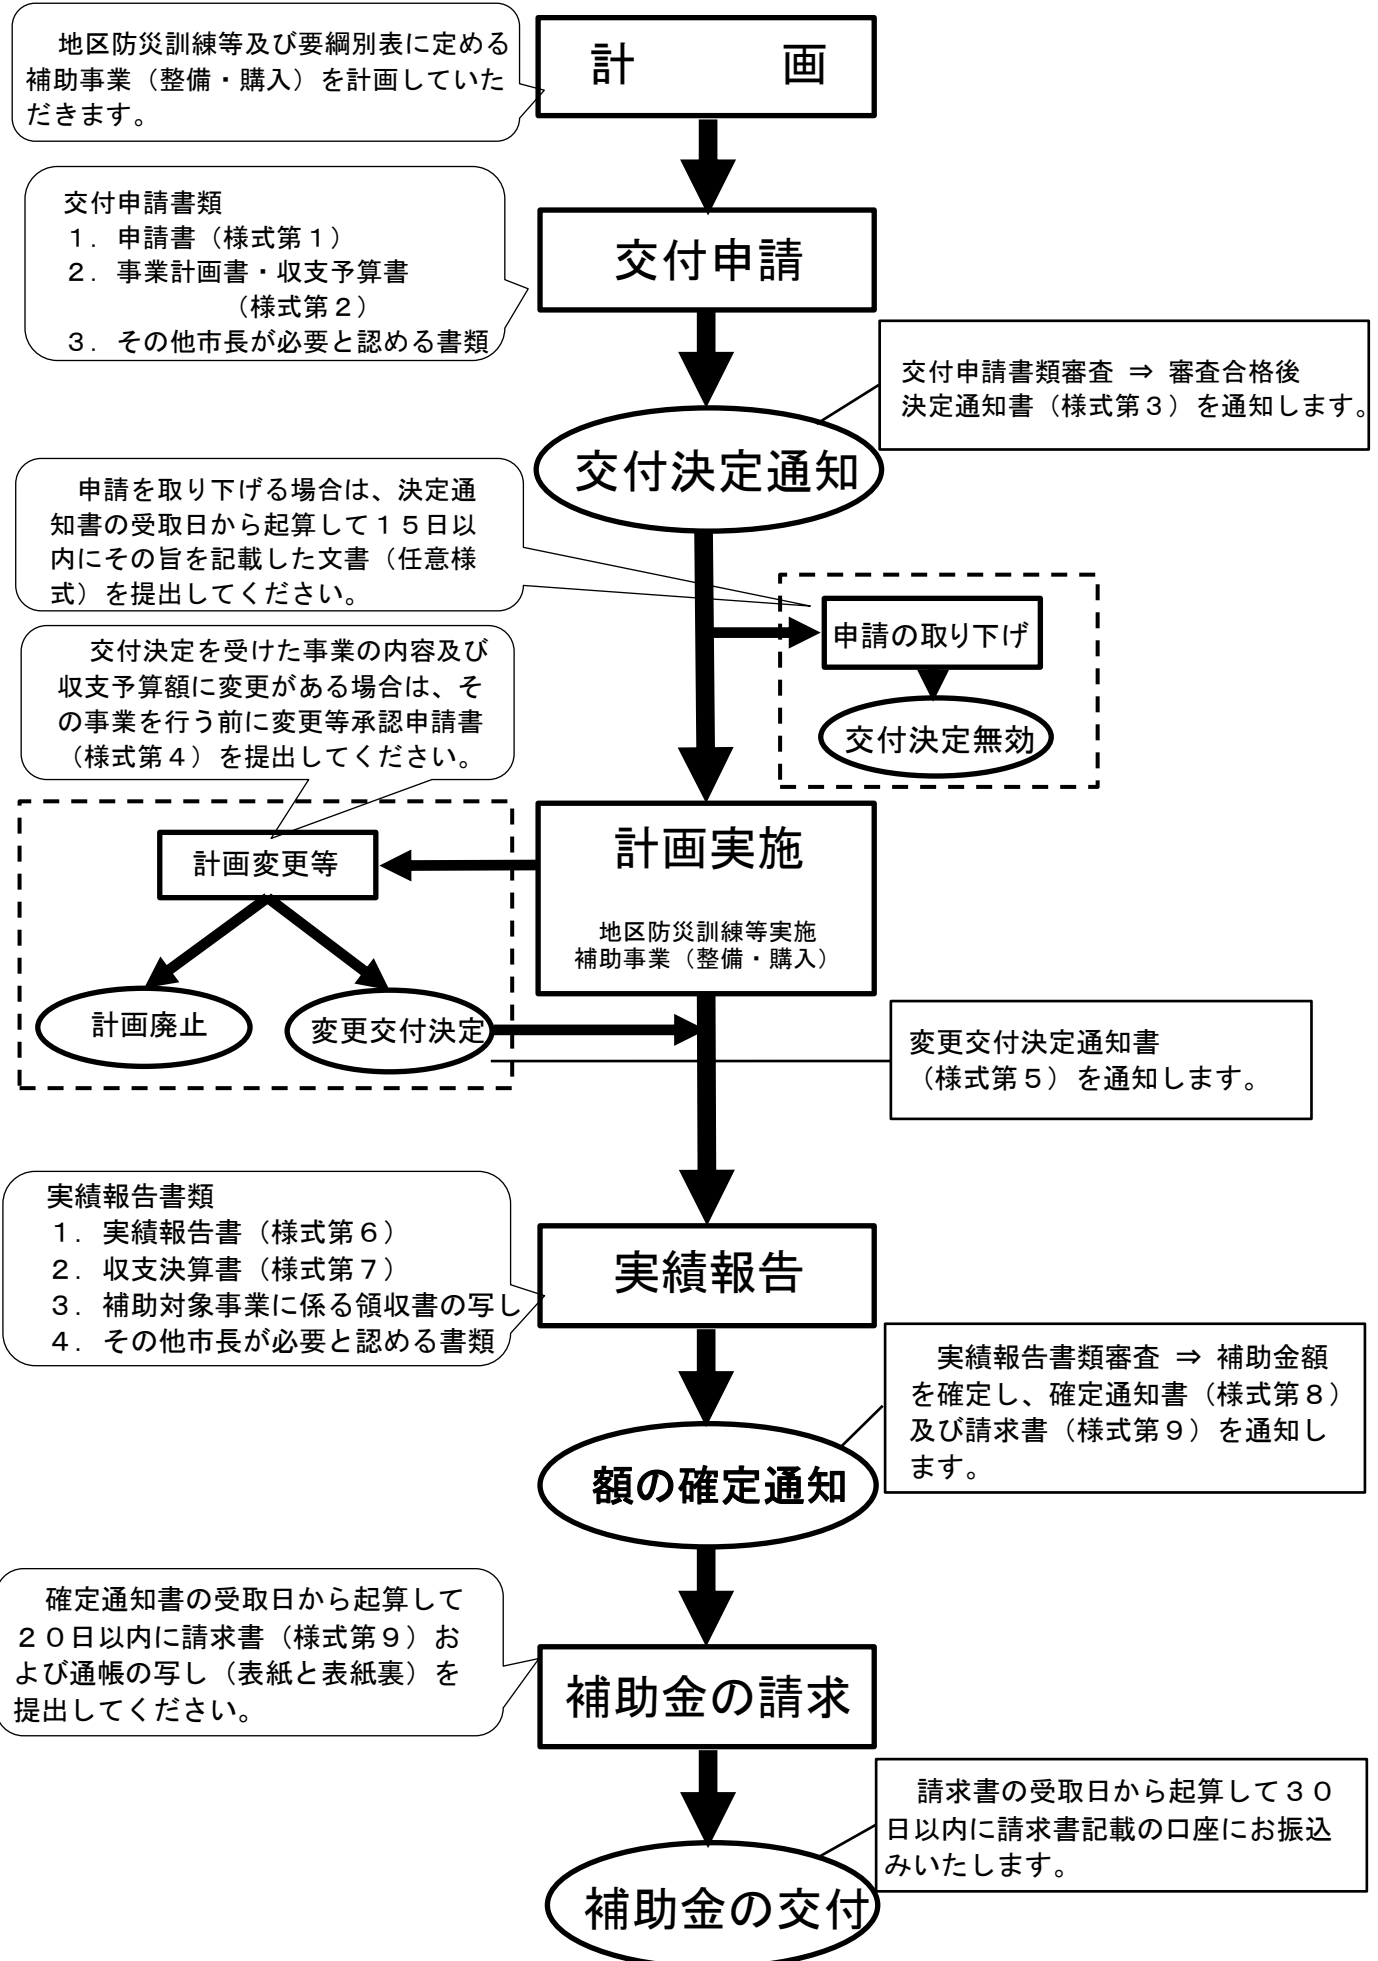 地区防災訓練等及び要綱別表に定める
補助事業（整備・購入）を計画していた
だきます。
計　　　画
交付申請書類
１．申請書（様式第１）
２．事業計画書・収支予算書
（様式第２）
３．その他市長が必要と認める書類
交付申請
交付申請書類審査 ⇒ 審査合格後
決定通知書（様式第３）を通知します。
交付決定通知
申請を取り下げる場合は、決定通
知書の受取日から起算して１５日以
内にその旨を記載した文書（任意様
式）を提出してください。
申請の取り下げ
交付決定無効
交付決定を受けた事業の内容及び
収支予算額に変更がある場合は、そ
の事業を行う前に変更等承認申請書
（様式第４）を提出してください。
計画変更等
計画実施
地区防災訓練等実施
補助事業（整備・購入）
計画廃止
変更交付決定
変更交付決定通知書
（様式第５）を通知します。
実績報告書類
１．実績報告書（様式第６）
２．収支決算書（様式第７）
３．補助対象事業に係る領収書の写し
４．その他市長が必要と認める書類
実績報告
実績報告書類審査 ⇒ 補助金額
を確定し、確定通知書（様式第８）
及び請求書（様式第９）を通知し
ます。
額の確定通知
確定通知書の受取日から起算して
２０日以内に請求書（様式第９）お
よび通帳の写し（表紙と表紙裏）を
提出してください。
補助金の請求
請求書の受取日から起算して３０
日以内に請求書記載の口座にお振込
みいたします。
補助金の交付